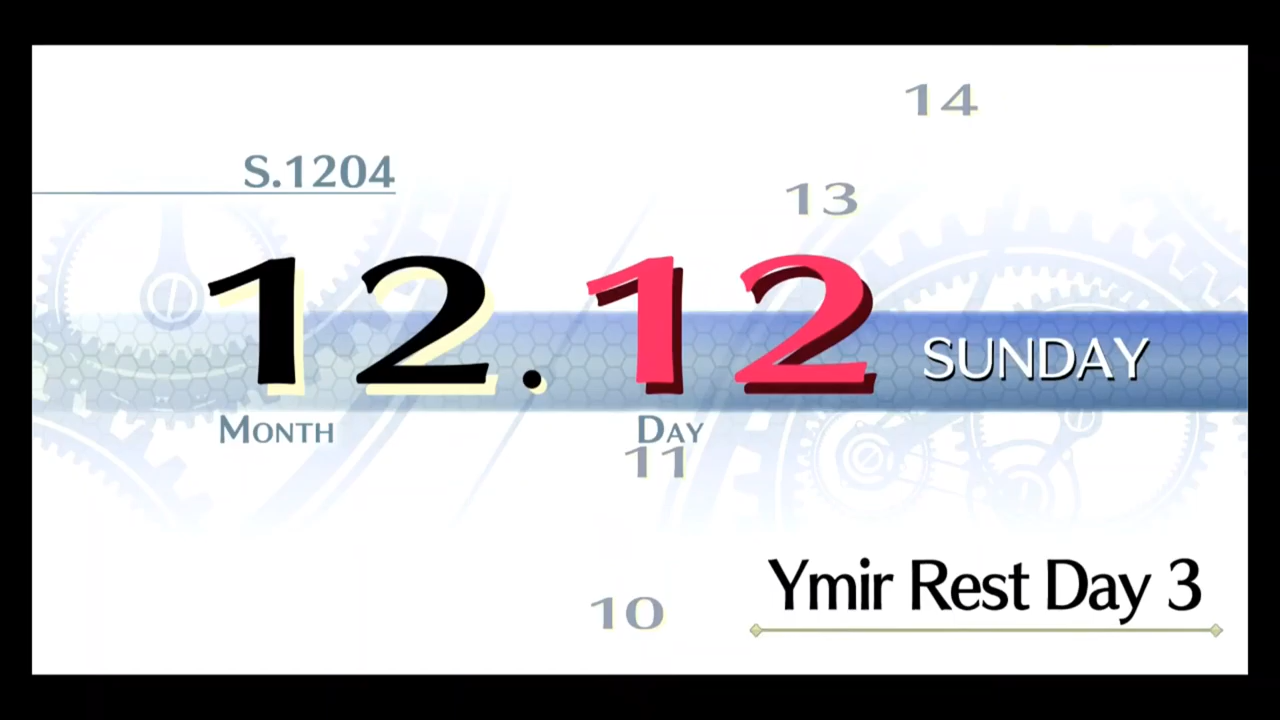 14
S.1204
13
12.12 SUNDAY
MONTH DAY
11
Ymir Rest Day 3
10